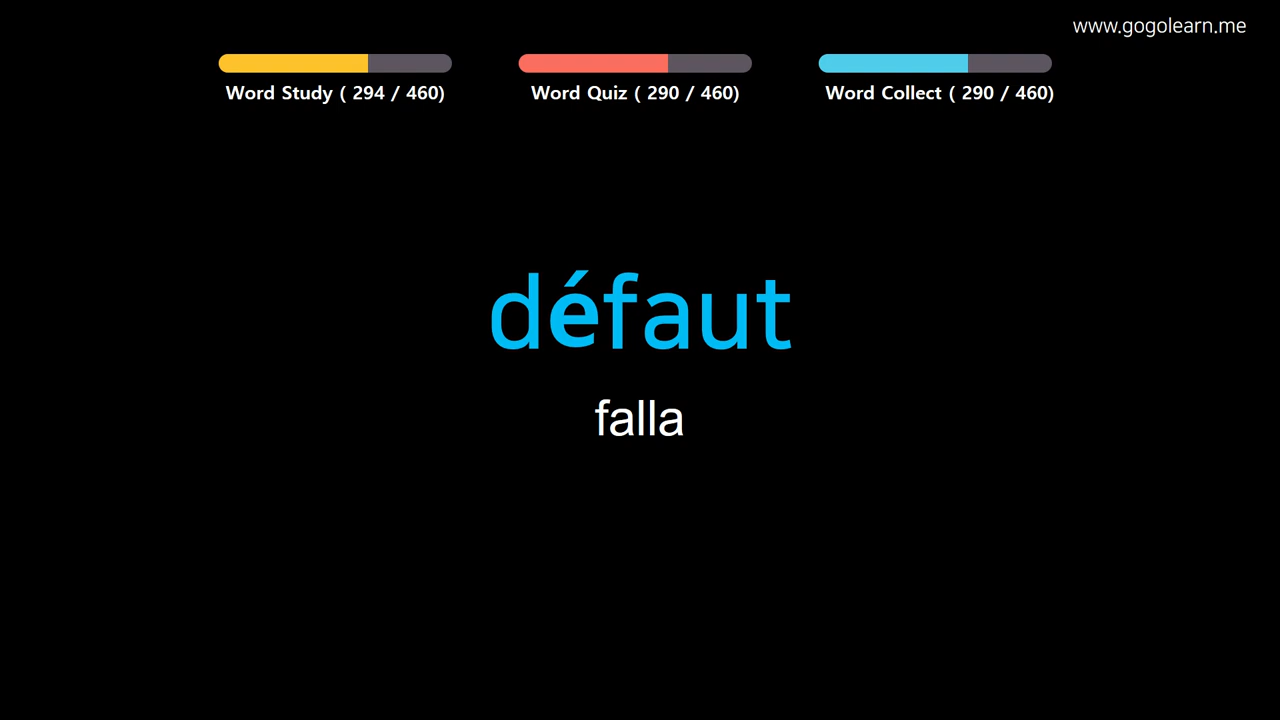 www.gogolearn.me
Word Study ( 294 / 460)
Word Quiz ( 290 / 460)
Word Collect ( 290 / 460)
défaut
falla